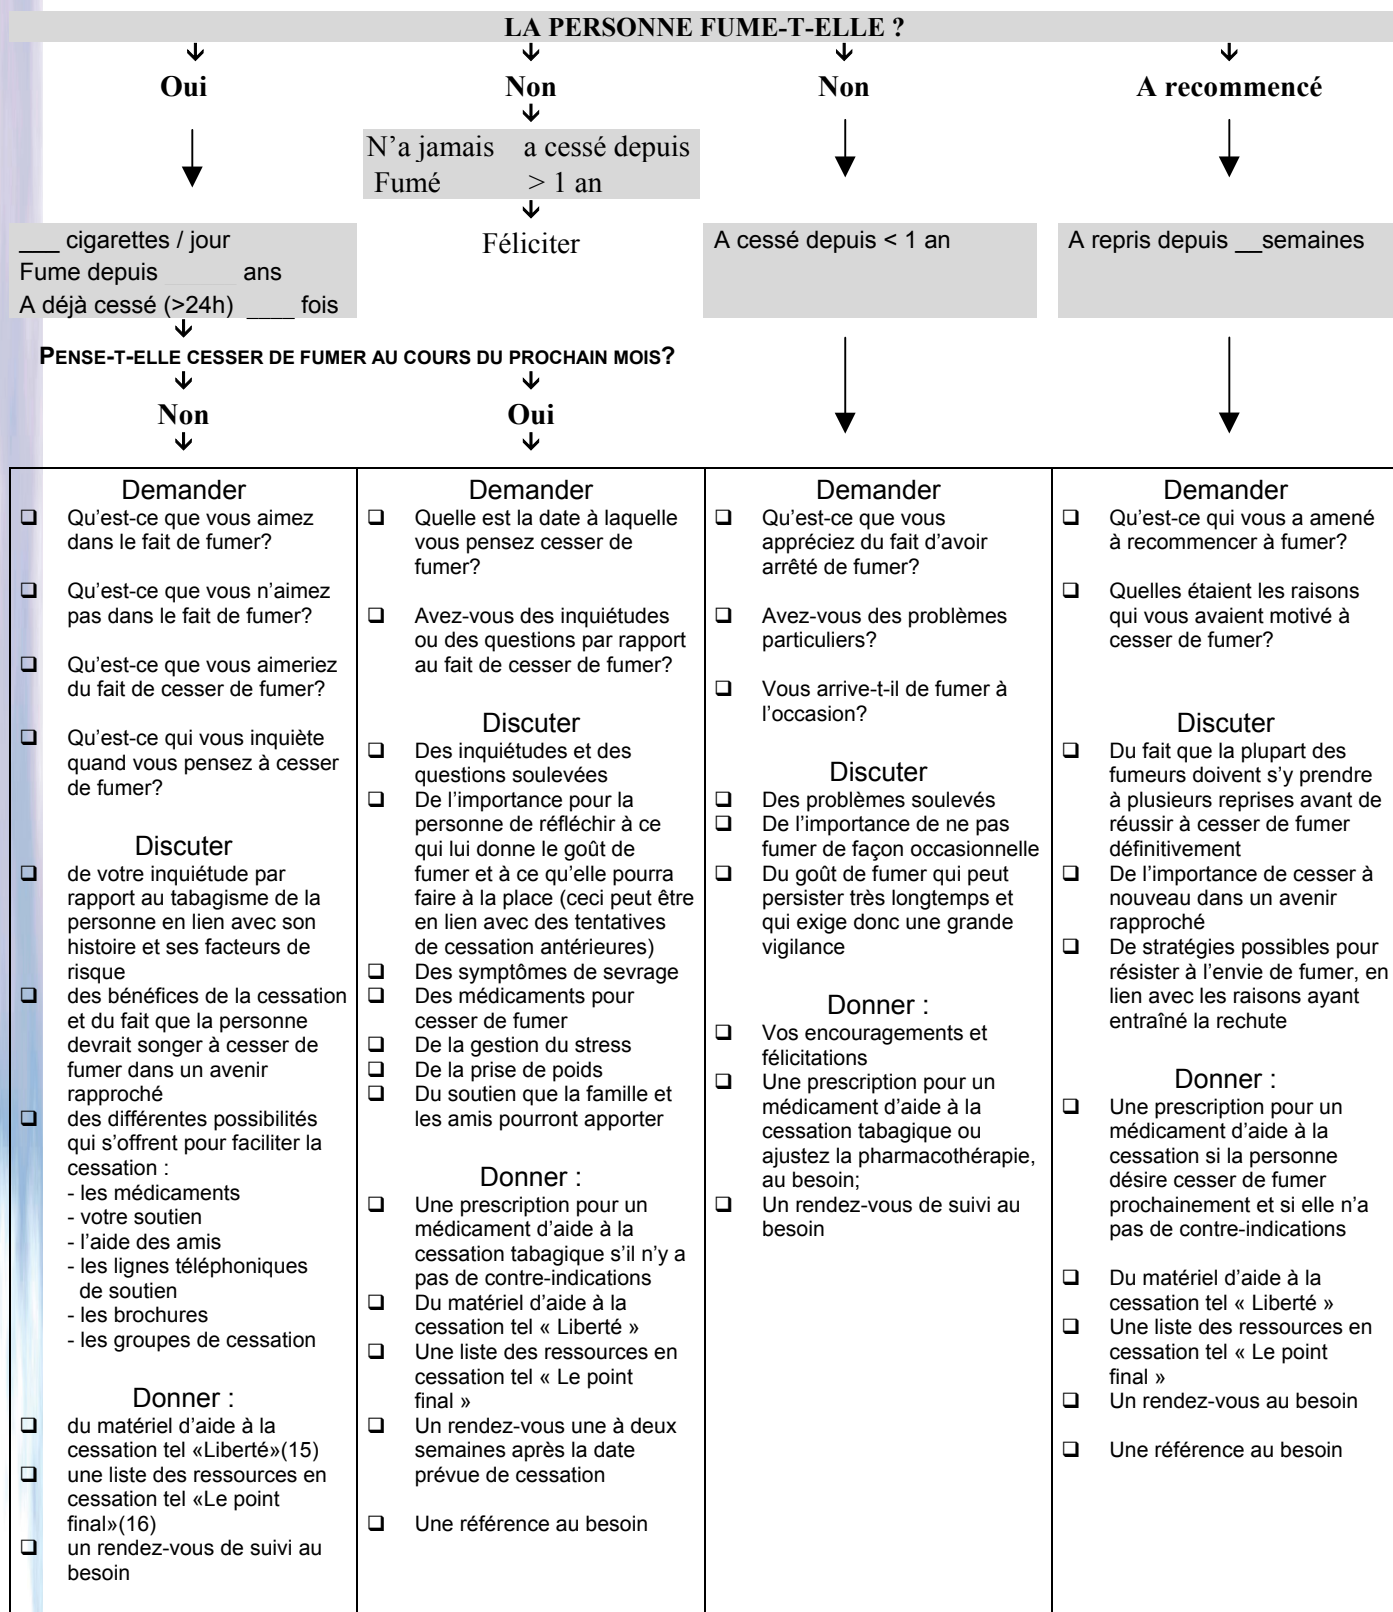 LA PERSONNE FUME-T-ELLE ?
Oui
Non
Non
A recommencé
N’a jamais a cessé depuis
Fumé > 1 an
Féliciter
___ cigarettes / jour
Fume depuis ______ ans
A déjà cessé (>24h) ____ fois
A cessé depuis < 1 an
A repris depuis __semaines
PENSE-T-ELLE CESSER DE FUMER AU COURS DU PROCHAIN MOIS?
Non
Oui
Demander
❑ Qu’est-ce que vous aimez
dans le fait de fumer?
❑ Qu’est-ce que vous n’aimez
pas dans le fait de fumer?
❑ Qu’est-ce que vous aimeriez
du fait de cesser de fumer?
❑ Qu’est-ce qui vous inquiète
quand vous pensez à cesser
de fumer?
Discuter
❑ de votre inquiétude par
rapport au tabagisme de la
personne en lien avec son
histoire et ses facteurs de
risque
❑ des bénéfices de la cessation
et du fait que la personne
devrait songer à cesser de
fumer dans un avenir
rapproché
❑ des différentes possibilités
qui s’offrent pour faciliter la
cessation :
- les médicaments
- votre soutien
- l’aide des amis
- les lignes téléphoniques
de soutien
- les brochures
- les groupes de cessation
Donner :
❑ du matériel d’aide à la
cessation tel «Liberté»(15)
❑ une liste des ressources en
cessation tel «Le point
final»(16)
❑ un rendez-vous de suivi au
besoin
Demander
❑ Quelle est la date à laquelle
vous pensez cesser de
fumer?
❑ Avez-vous des inquiétudes
ou des questions par rapport
au fait de cesser de fumer?
Discuter
❑ Des inquiétudes et des
questions soulevées
❑ De l’importance pour la
personne de réfléchir à ce
qui lui donne le goût de
fumer et à ce qu’elle pourra
faire à la place (ceci peut être
en lien avec des tentatives
de cessation antérieures)
❑ Des symptômes de sevrage
❑ Des médicaments pour
cesser de fumer
❑ De la gestion du stress
❑ De la prise de poids
❑ Du soutien que la famille et
les amis pourront apporter
Donner :
❑ Une prescription pour un
médicament d’aide à la
cessation tabagique s’il n’y a
pas de contre-indications
❑ Du matériel d’aide à la
cessation tel « Liberté »
❑ Une liste des ressources en
cessation tel « Le point
final »
❑ Un rendez-vous une à deux
semaines après la date
prévue de cessation
❑ Une référence au besoin
Demander
❑ Qu’est-ce que vous
appréciez du fait d’avoir
arrêté de fumer?
❑ Avez-vous des problèmes
particuliers?
❑ Vous arrive-t-il de fumer à
l’occasion?
Discuter
❑ Des problèmes soulevés
❑ De l’importance de ne pas
fumer de façon occasionnelle
❑ Du goût de fumer qui peut
persister très longtemps et
qui exige donc une grande
vigilance
Donner :
❑ Vos encouragements et
félicitations
❑ Une prescription pour un
médicament d’aide à la
cessation tabagique ou
ajustez la pharmacothérapie,
au besoin;
❑ Un rendez-vous de suivi au
besoin
Demander
❑ Qu’est-ce qui vous a amené
à recommencer à fumer?
❑ Quelles étaient les raisons
qui vous avaient motivé à
cesser de fumer?
Discuter
❑ Du fait que la plupart des
fumeurs doivent s’y prendre
à plusieurs reprises avant de
réussir à cesser de fumer
définitivement
❑ De l’importance de cesser à
nouveau dans un avenir
rapproché
❑ De stratégies possibles pour
résister à l’envie de fumer, en
lien avec les raisons ayant
entraîné la rechute
Donner :
❑ Une prescription pour un
médicament d’aide à la
cessation si la personne
désire cesser de fumer
prochainement et si elle n’a
pas de contre-indications
❑ Du matériel d’aide à la
cessation tel « Liberté »
❑ Une liste des ressources en
cessation tel « Le point
final »
❑ Un rendez-vous au besoin
❑ Une référence au besoin